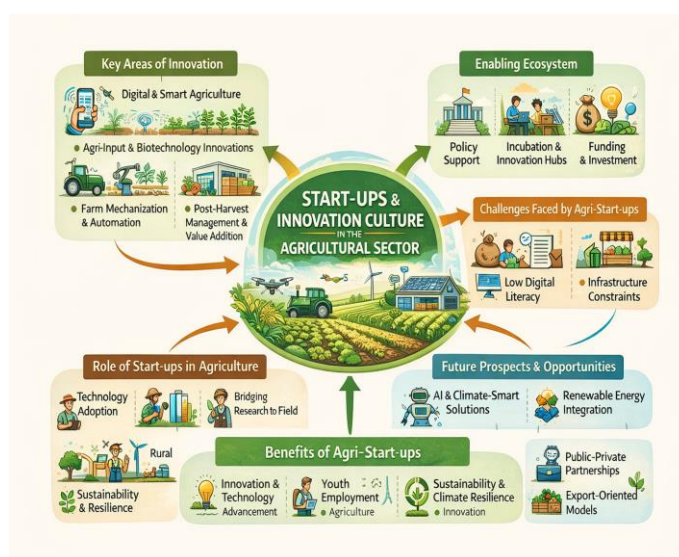 Key Areas of Innovation
Digital & Smart Agriculture
Agri-Input & Biotechnology Innovations
Farm Mechanization
& Automation
Post-Harvest
Management &
Value Addition
Enabling Ecosystem
Policy
Support
Incubation &
Innovation Hubs
Funding
& Investment
START-UPS &
INNOVATION CULTURE
IN THE
AGRICULTURAL SECTOR
Challenges Faced by Agri-Start-ups
Low Digital
Literacy
Infrastructure
Constraints
Role of Start-ups in Agriculture
Technology
Adoption
Bridging
Research to Field
Rural
Sustainability
& Resilience
Benefits of Agri-Start-ups
Innovation &
Technology
Advancement
Youth
Employment
Agriculture
Sustainability &
Climate Resilience
Innovation
Future Prospects & Opportunities
AI & Climate-Smart
Solutions
Renewable Energy
Integration
Public-Private
Partnerships
Export-Oriented
Models